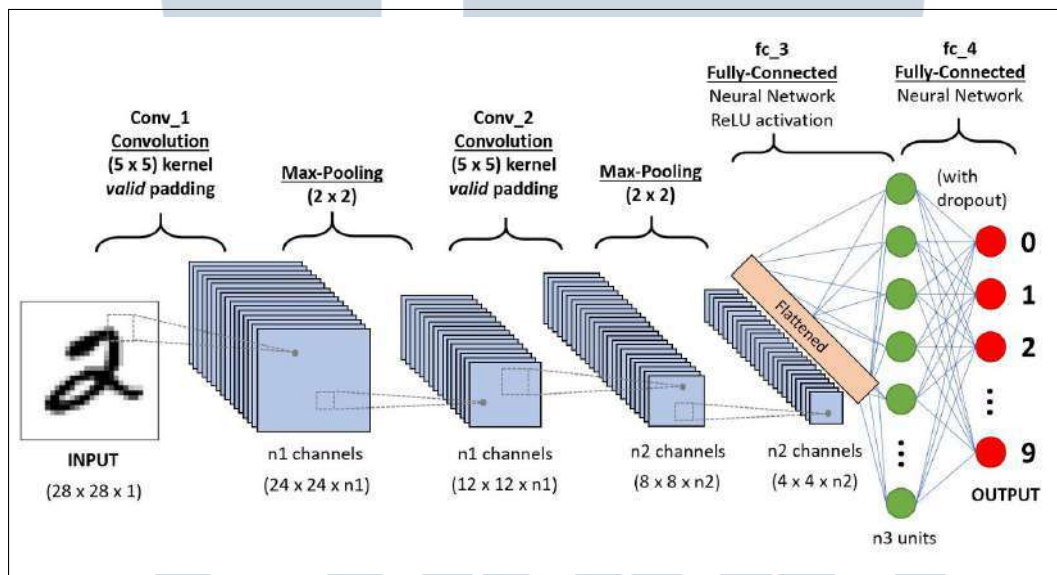 fc_3
Fully-Connected
Neural Network
ReLU activation
fc_4
Fully-Connected
Neural Network
Conv_1
Convolution
(5 x 5) kernel
valid padding
Max-Pooling
(2 x 2)
Conv_2
Convolution
(5 x 5) kernel
valid padding
Max-Pooling
(2 x 2)
(with
dropout)
0
1
2
9
Flattened
INPUT
(28 x 28 x 1)
n1 channels
(24 x 24 x n1)
n1 channels
(12 x 12 x n1)
n2 channels
(8 x 8 x n2)
n2 channels
(4 x 4 x n2)
OUTPUT
n3 units
2